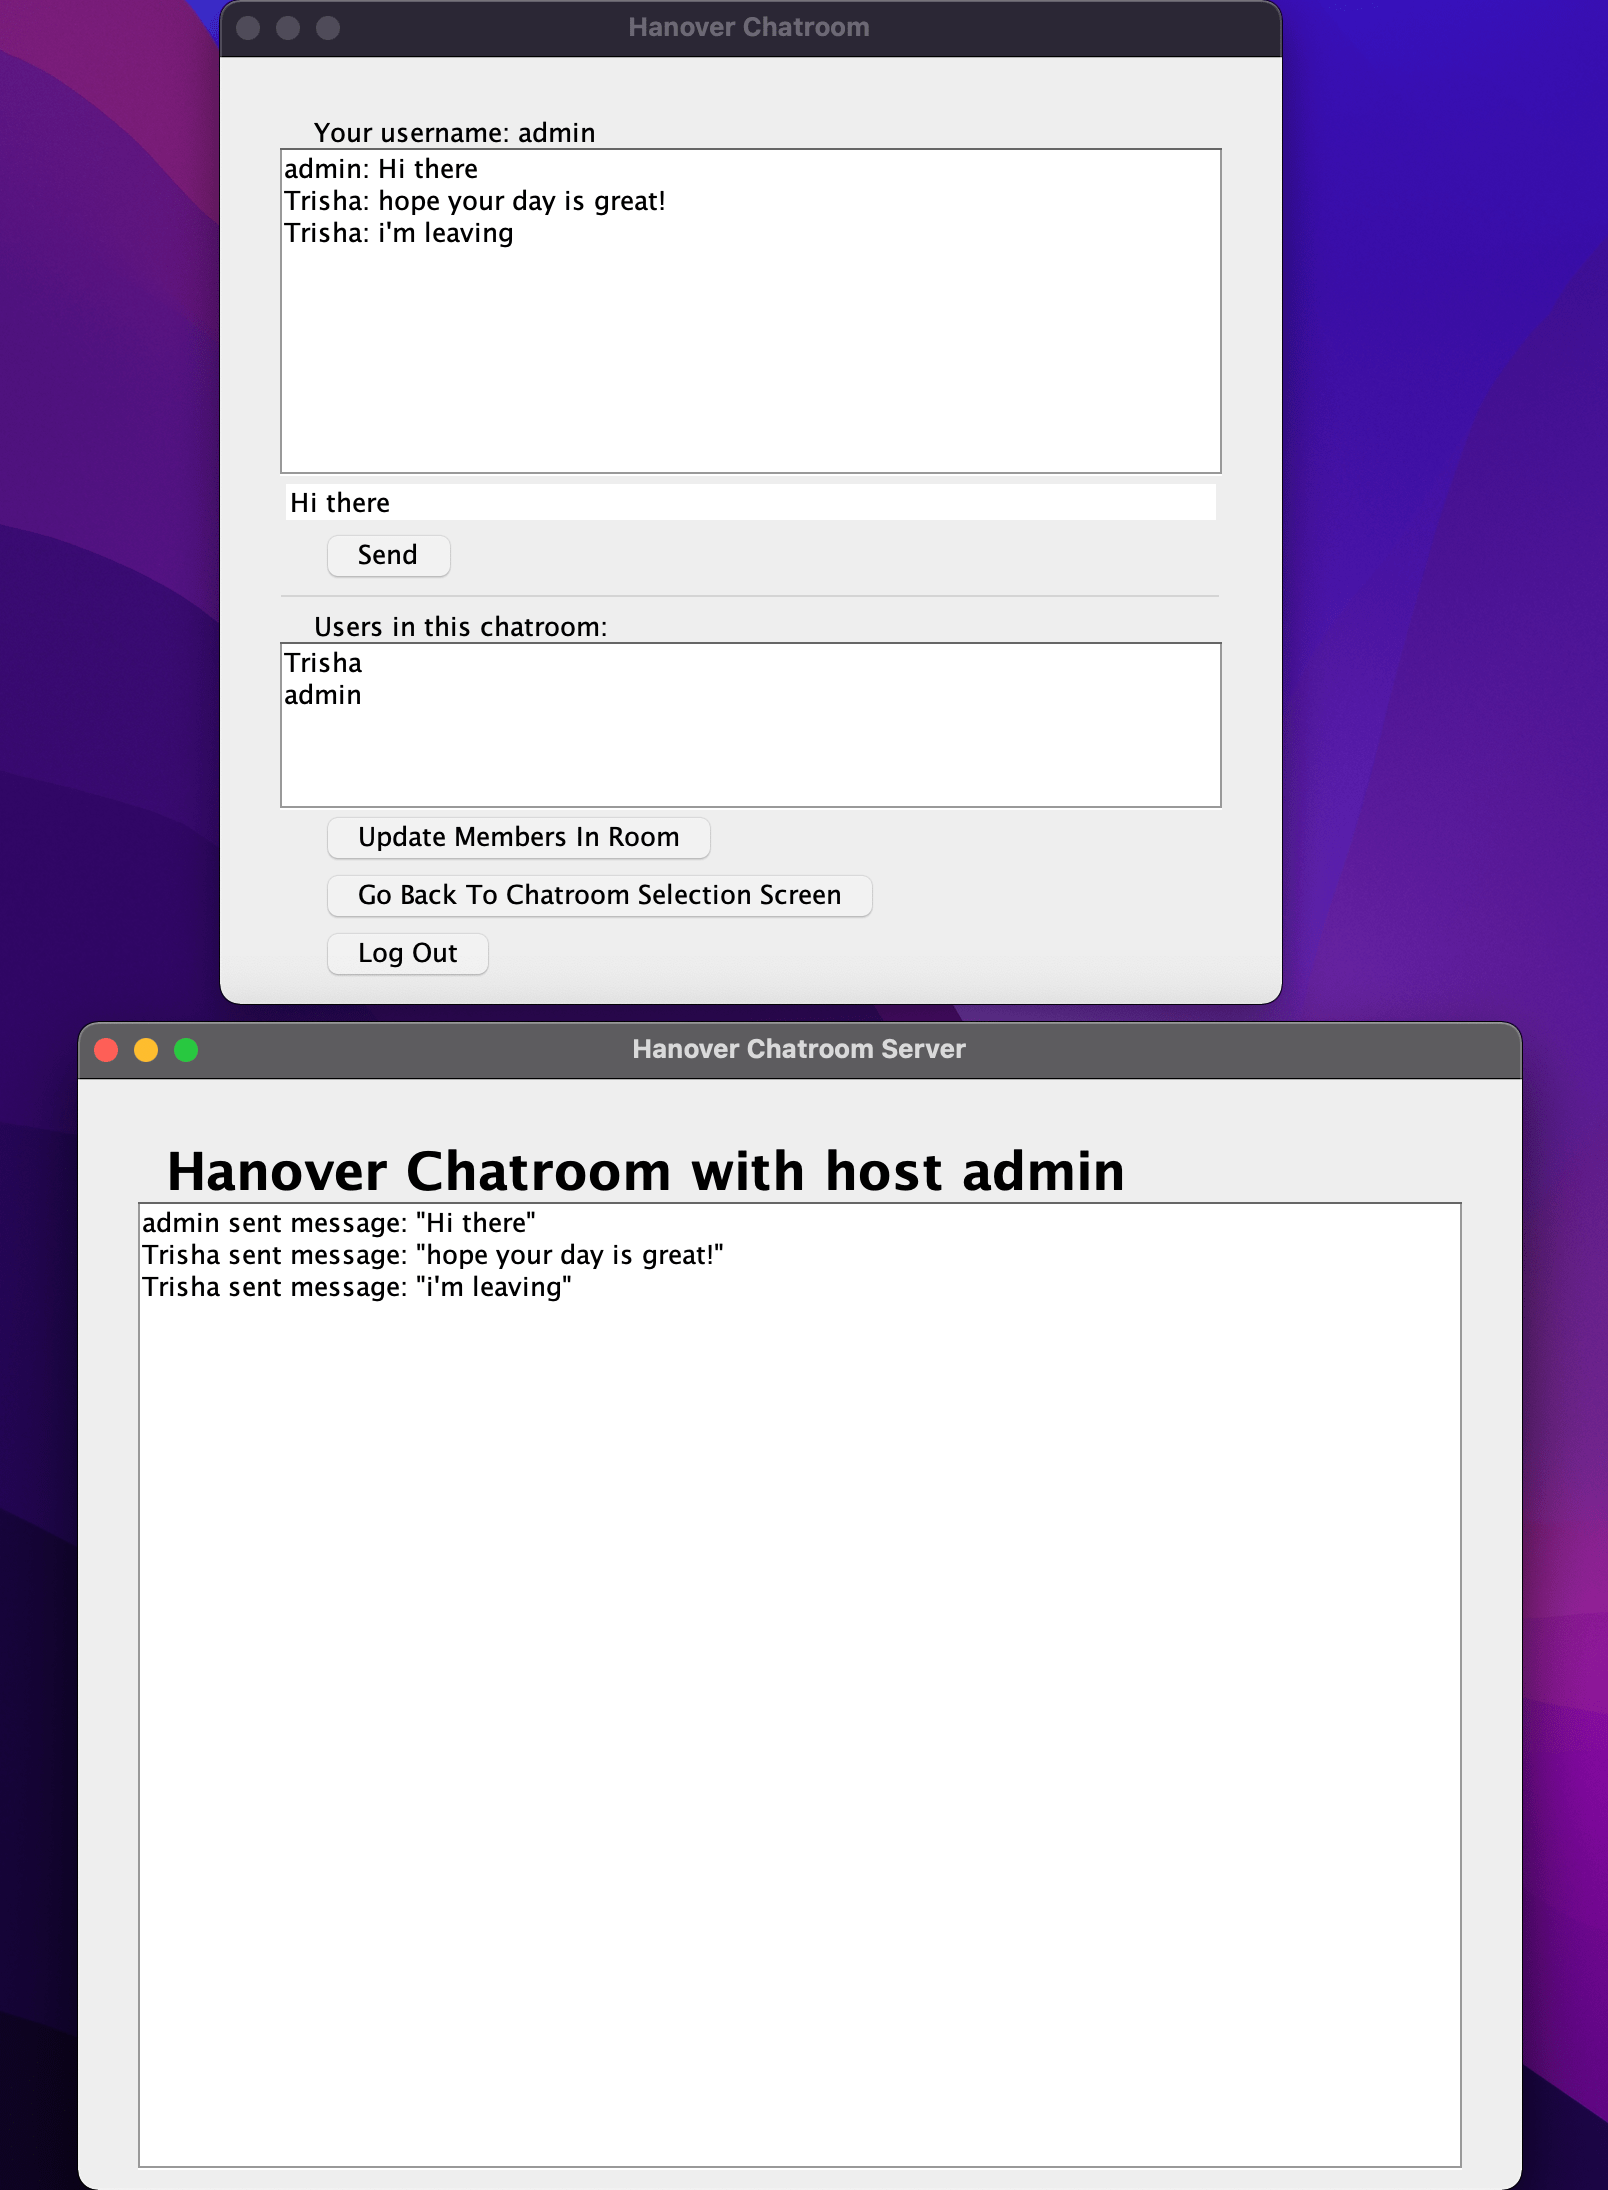 Hanover Chatroom
Your username: admin
admin: Hi there
Trisha: hope your day is great!
Trisha: i'm leaving
Hi there
Send
Users in this chatroom:
Trisha
admin
Update Members In Room
Go Back To Chatroom Selection Screen
Log Out
Hanover Chatroom Server
Hanover Chatroom with host admin
admin sent message: "Hi there"
Trisha sent message: "hope your day is great!"
Trisha sent message: "i'm leaving"